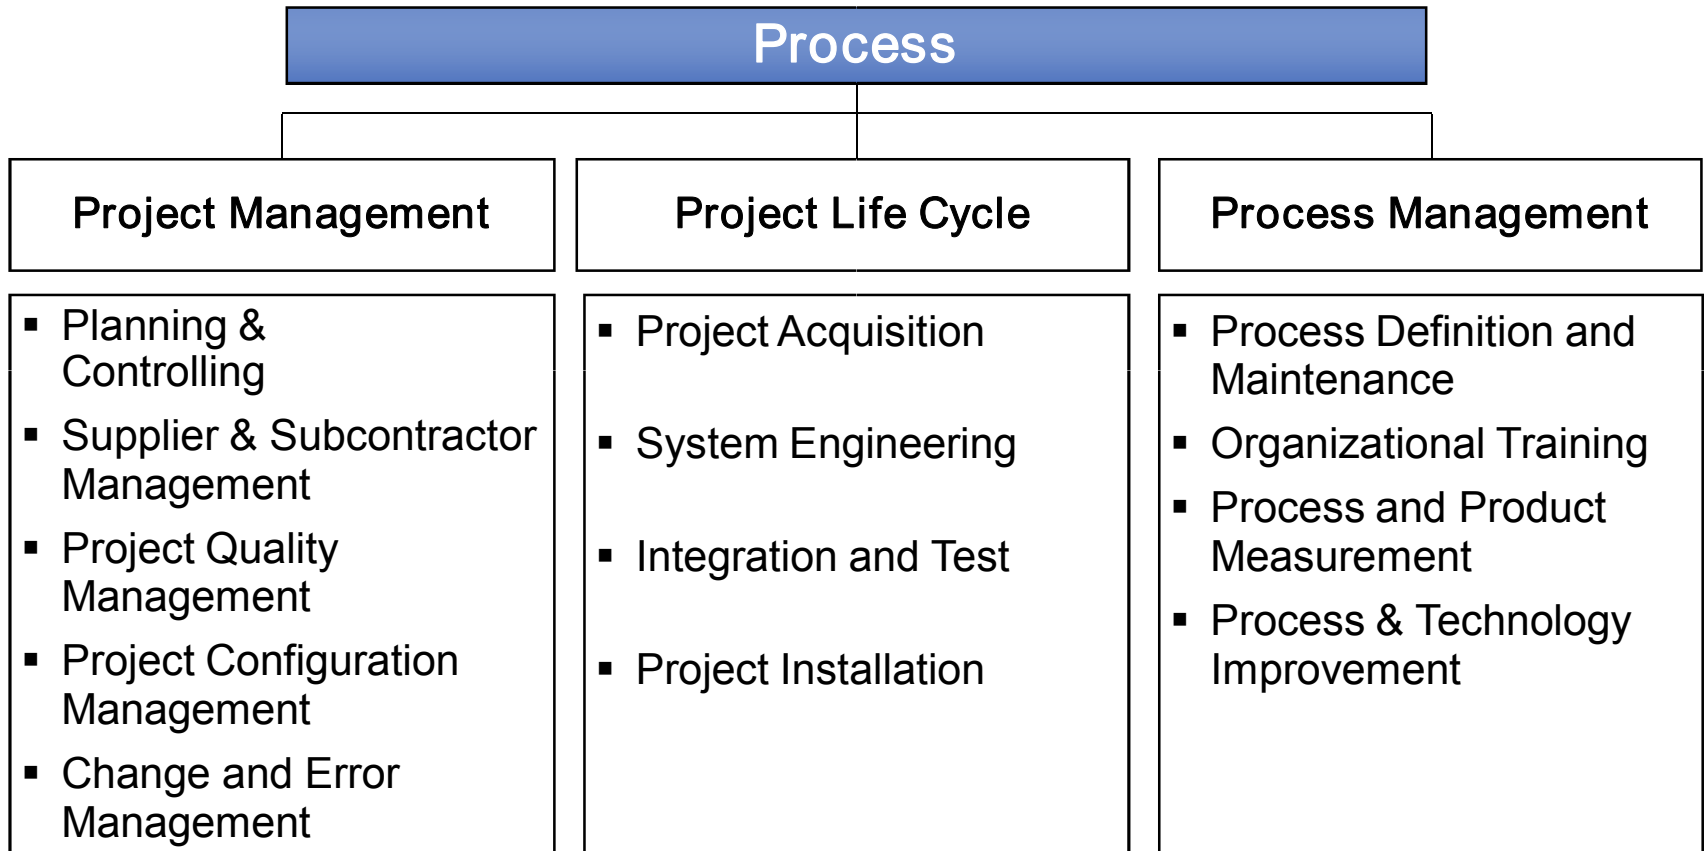 Process
Project Management
Project Life Cycle
Process Management
▪ Planning &
Controlling
▪ Supplier & Subcontractor
Management
▪ Project Quality
Management
▪ Project Configuration
Management
▪ Change and Error
Management
▪ Project Acquisition
▪ System Engineering
▪ Integration and Test
▪ Project Installation
▪ Process Definition and
Maintenance
▪ Organizational Training
▪ Process and Product
Measurement
▪ Process & Technology
Improvement